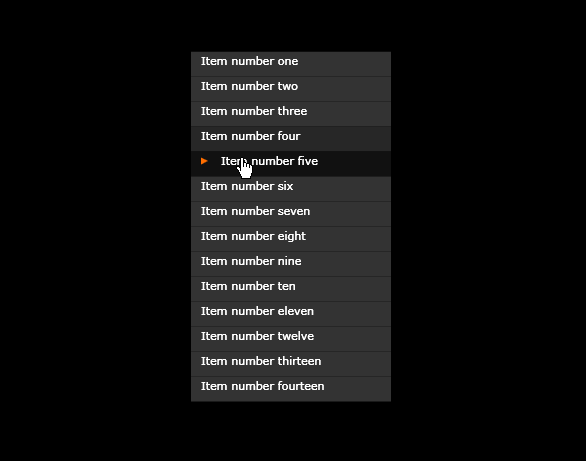 Item number one
Item number two
Item number three
Item number four
Item number five
Item number six
Item number seven
Item number eight
Item number nine
Item number ten
Item number eleven
Item number twelve
Item number thirteen
Item number fourteen